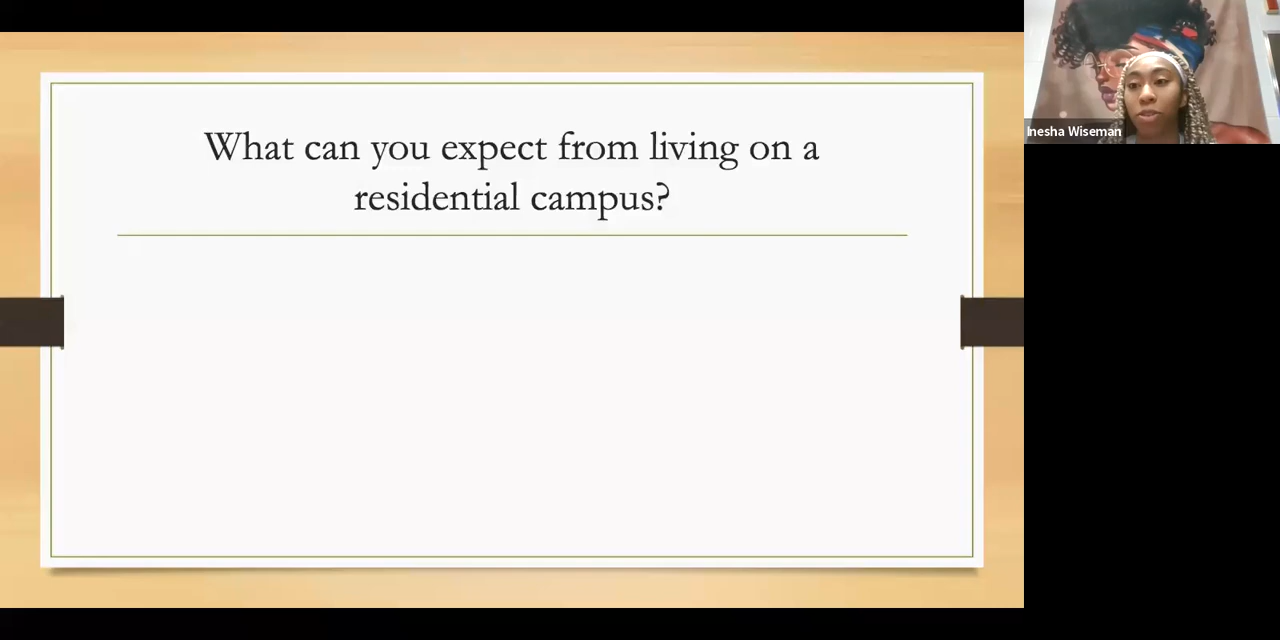 What can you expect from living on a
residential campus?
Inesha Wiseman